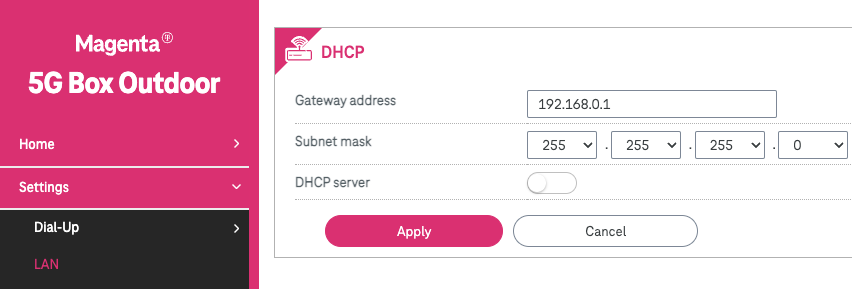 Magenta®
5G Box Outdoor
Home
Settings
Dial-Up
LAN
DHCP
Gateway address 192.168.0.1
Subnet mask 255 . 255 . 255 . 0
DHCP server
Apply Cancel